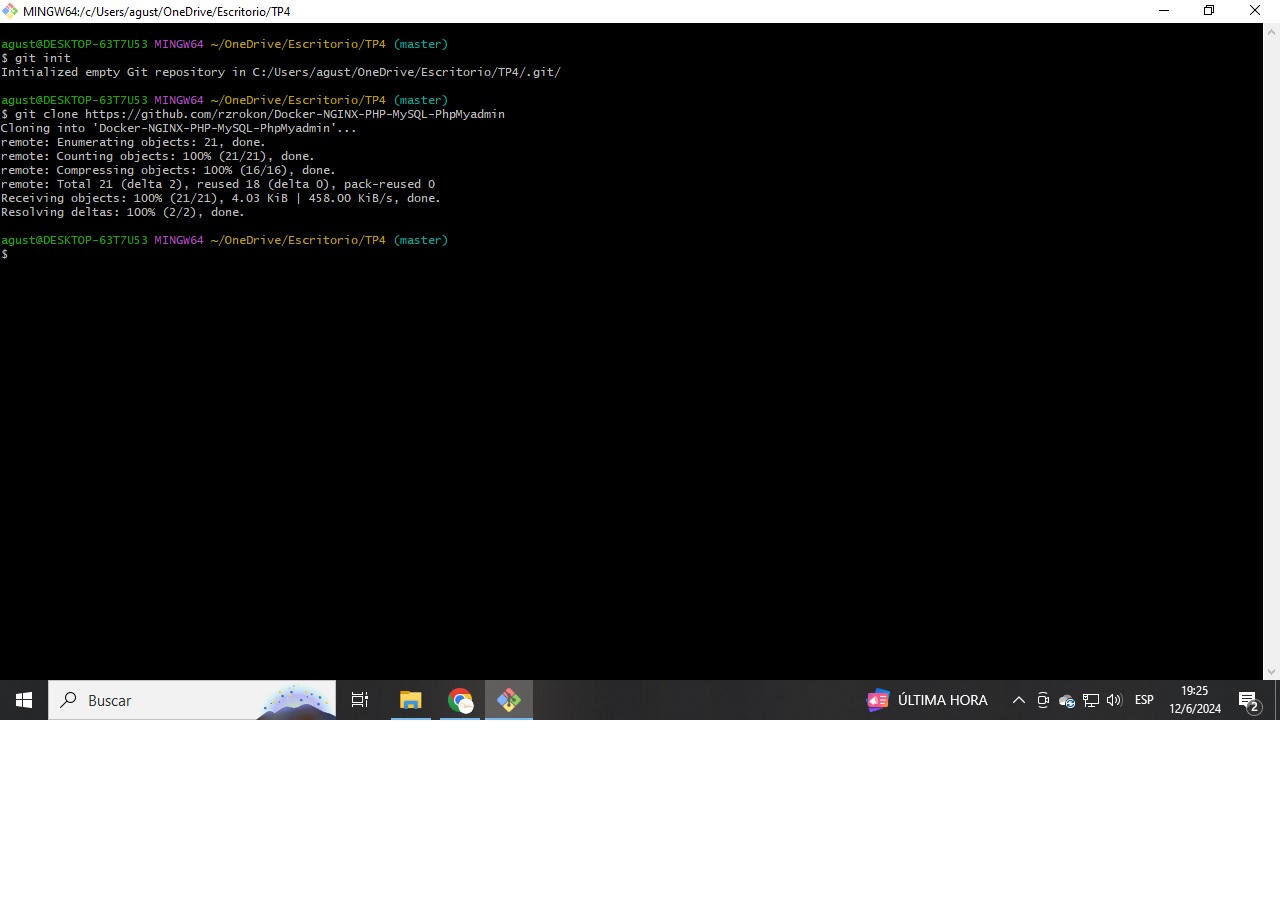 MINGW64:/c/Users/agust/OneDrive/Escritorio/TP4
agust@DESKTOP-63T7U53 MINGW64 ~/OneDrive/Escritorio/TP4 (master)
$ git init
Initialized empty Git repository in C:/Users/agust/OneDrive/Escritorio/TP4/.git/
agust@DESKTOP-63T7U53 MINGW64 ~/OneDrive/Escritorio/TP4 (master)
$ git clone https://github.com/rzrokon/Docker-NGINX-PHP-MySQL-PhpMyadmin
Cloning into 'Docker-NGINX-PHP-MySQL-PhpMyadmin'...
remote: Enumerating objects: 21, done.
remote: Counting objects: 100% (21/21), done.
remote: Compressing objects: 100% (16/16), done.
remote: Total 21 (delta 2), reused 18 (delta 0), pack-reused 0
Receiving objects: 100% (21/21), 4.03 KiB | 458.00 KiB/s, done.
Resolving deltas: 100% (2/2), done.
agust@DESKTOP-63T7U53 MINGW64 ~/OneDrive/Escritorio/TP4 (master)
$
Buscar
ÚLTIMA HORA
ESP
19:25
12/6/2024
2